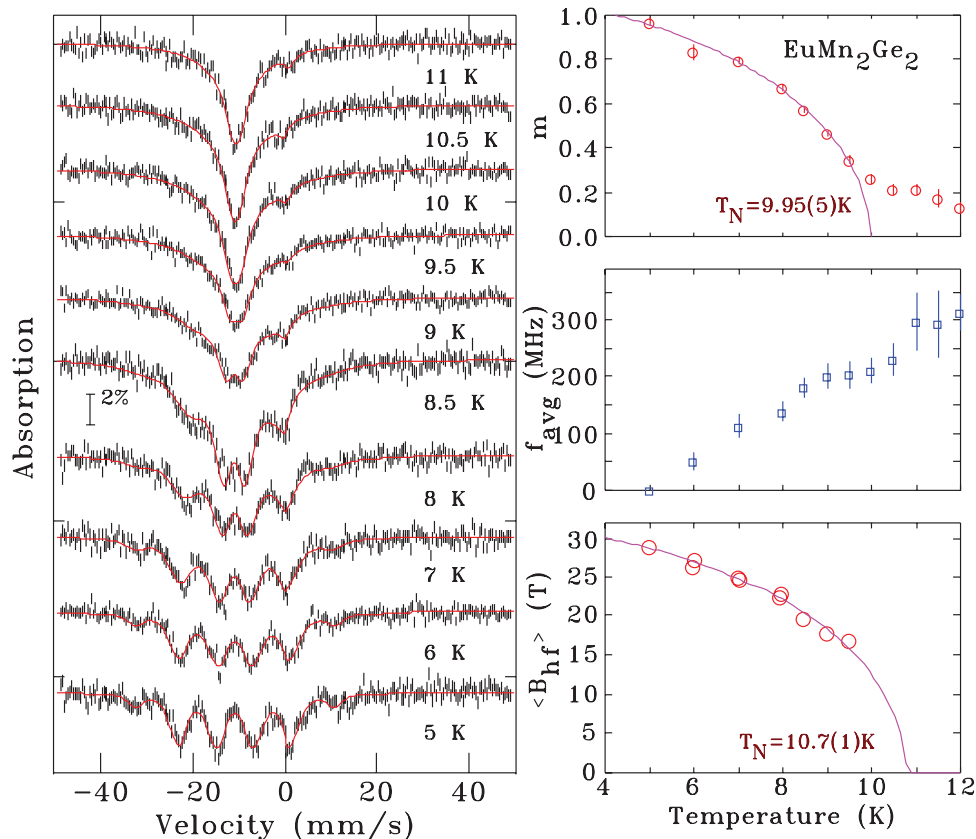 11 K
10.5 K
10 K
9.5 K
9 K
2%
8.5 K
8 K
7 K
6 K
5 K
Absorption
−40 −20 0 20 40
Velocity (mm/s)
1.0
0.8
0.6
0.4
0.2
0.0
m
EuMn2Ge2
TN=9.95(5)K
300
200
100
0
favg (MHz)
30
25
20
15
10
5
0
<Bhf> (T)
TN=10.7(1)K
4 6 8 10 12 14
Temperature (K)